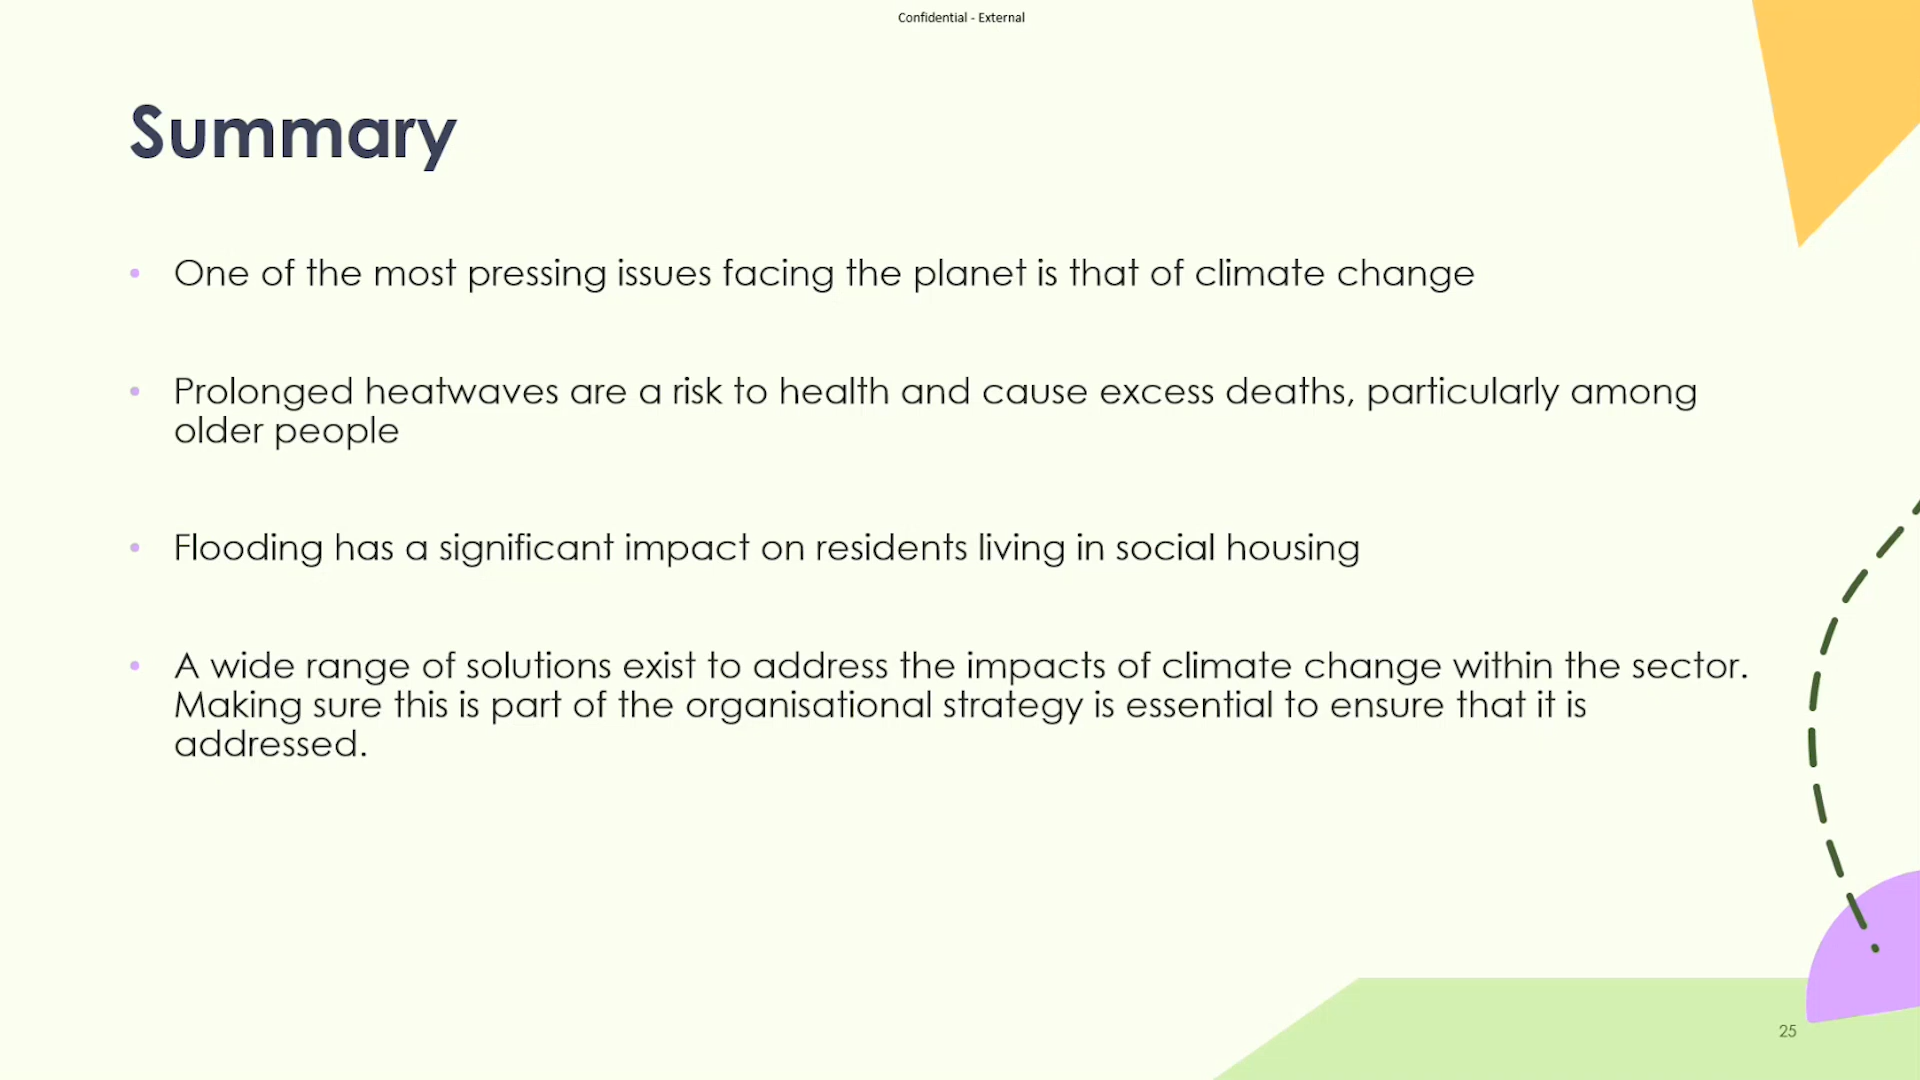 Confidential - External
Summary
• One of the most pressing issues facing the planet is that of climate change
• Prolonged heatwaves are a risk to health and cause excess deaths, particularly among
older people
• Flooding has a significant impact on residents living in social housing
• A wide range of solutions exist to address the impacts of climate change within the sector.
Making sure this is part of the organisational strategy is essential to ensure that it is
addressed.
25